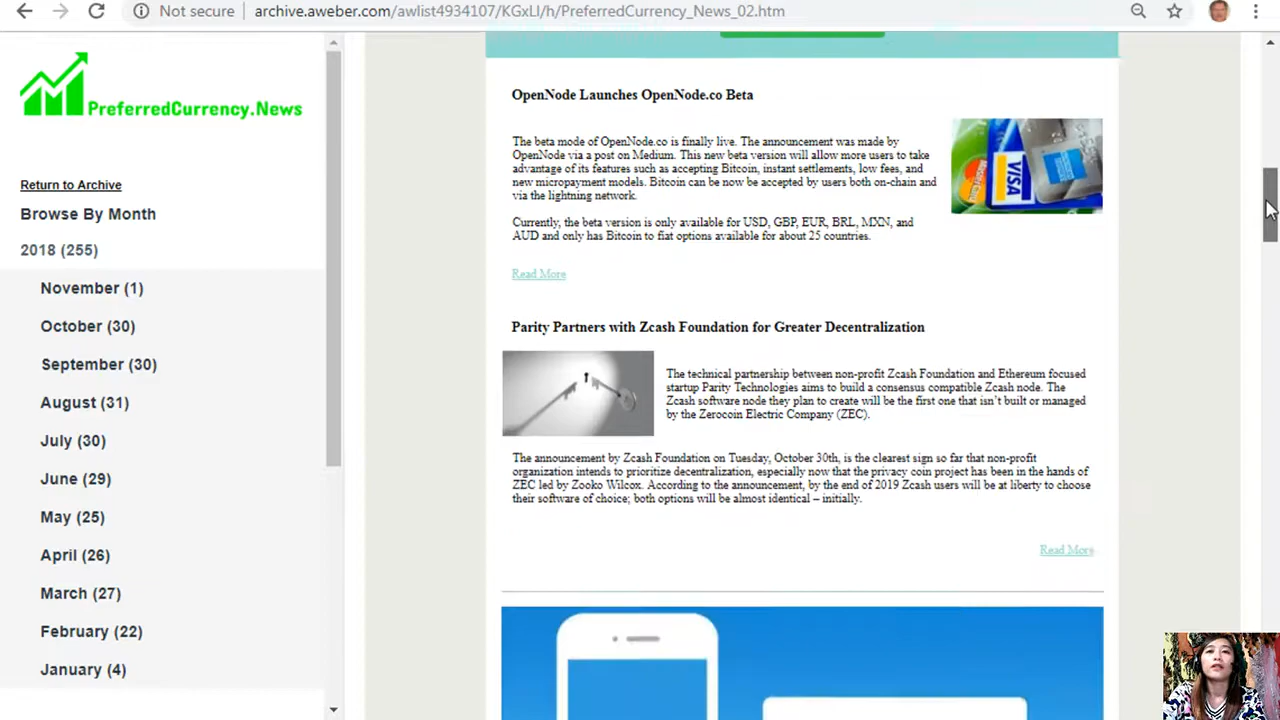 Not secure
archive.aweber.com/awlist4934107/KGxLI/h/PreferredCurrency_News_02.htm
PreferredCurrency.News
Return to Archive
Browse By Month
2018 (255)
November (1)
October (30)
September (30)
August (31)
July (30)
June (29)
May (25)
April (26)
March (27)
February (22)
January (4)
OpenNode Launches OpenNode.co Beta
The beta mode of OpenNode.co is finally live. The announcement was made by
OpenNode via a post on Medium. This new beta version will allow more users to take
advantage of its features such as accepting Bitcoin, instant settlements, low fees, and
new micropayment models. Bitcoin can be now be accepted by users both on-chain and
via the lightning network.
VISA
Currently, the beta version is only available for USD, GBP, EUR, BRL, MXN, and
AUD and only has Bitcoin to fiat options available for about 25 countries.
Read More
Parity Partners with Zcash Foundation for Greater Decentralization
The technical partnership between non-profit Zcash Foundation and Ethereum focused
startup Parity Technologies aims to build a consensus compatible Zcash node. The
Zcash software node they plan to create will be the first one that isn't built or managed
by the Zerocoin Electric Company (ZEC).
The announcement by Zcash Foundation on Tuesday, October 30th, is the clearest sign so far that non-profit
organization intends to prioritize decentralization, especially now that the privacy coin project has been in the hands of
ZEC led by Zooko Wilcox. According to the announcement, by the end of 2019 Zcash users will be at liberty to choose
their software of choice; both options will be almost identical – initially.
Read More